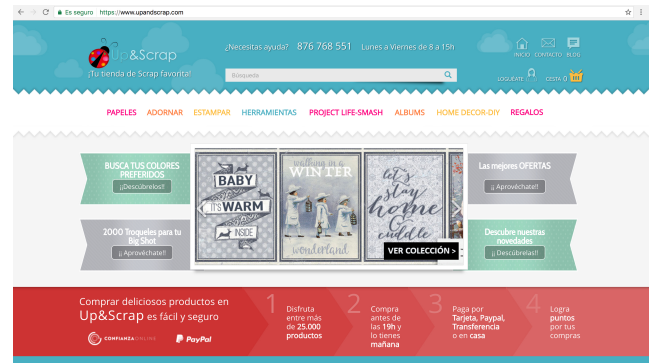 Es seguro https://www.upandscrap.com
Up&Scrap
¡Tu tienda de Scrap favorita!
¿Necesitas ayuda? 876 768 551 Lunes a Viernes de 8 a 15h
Búsqueda
INICIO CONTACTO BLOG
LOGUEATE CESTA 0
PAPELES ADORNAR ESTAMPAR HERRAMIENTAS PROJECT LIFE-SMASH ALBUMS HOME DECOR-DIY REGALOS
BUSCA TUS COLORES
PREFERIDOS
¡¡Descúbrelos!!
2000 Troqueles para tu
Big Shot
¡¡ Aprovéchate!!
BABY
IT'S WARM
INSIDE
walking in a
WINTER
wonderland
let's
stay
home
&
cuddle
VER COLECCIÓN >
Las mejores OFERTAS
¡¡ Aprovéchate!!
Descubre nuestras
novedades
¡¡ Descúbrelas!!
Comprar deliciosos productos en
Up&Scrap es fácil y seguro
CONFIANZA ONLINE PayPal
1 Disfruta
entre más
de 25.000
productos
2 Compra
antes de
las 19h y
lo tienes
mañana
3 Paga por
Tarjeta, Paypal,
Transferencia
o en casa
4 Logra
puntos
por tus
compras